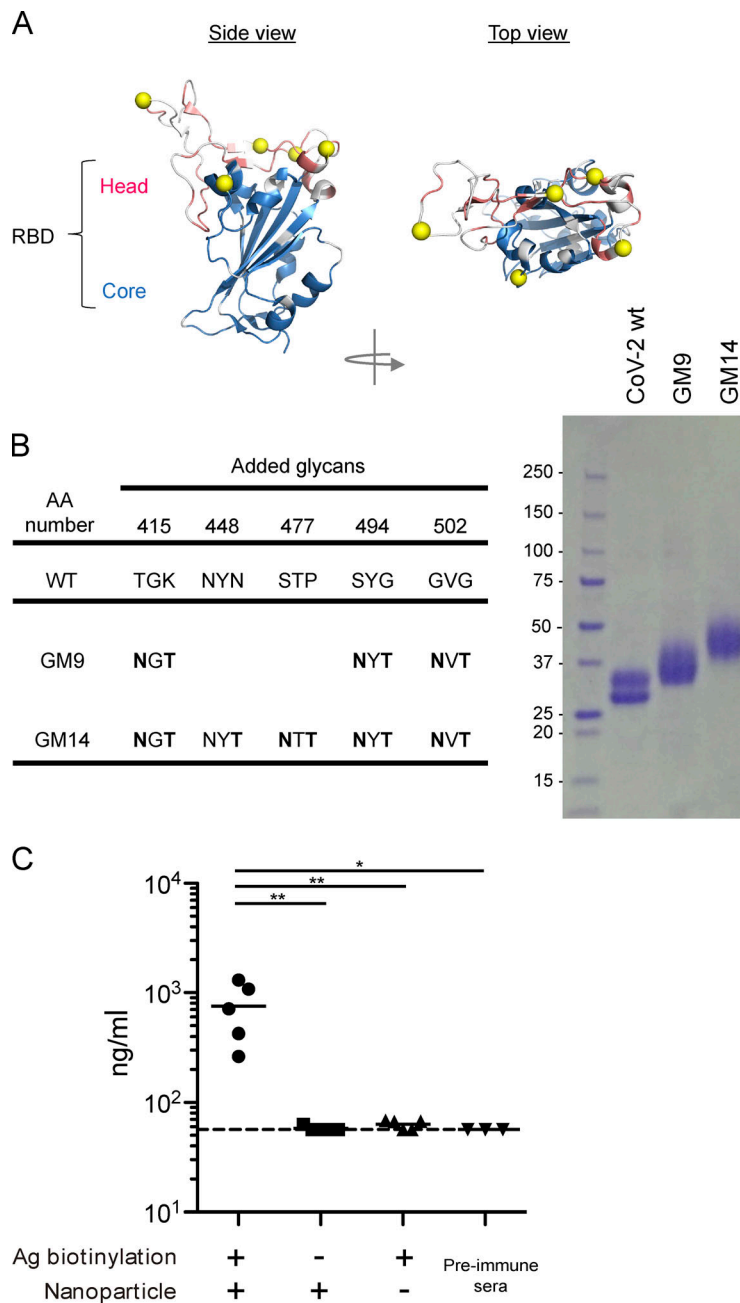 A
Side view
Top view
Head
RBD
Core
CoV-2 wt
GM9
GM14
B
Added glycans
AA
number
415 448 477 494 502
WT TGK NYN STP SYG GVG
GM9 NGT NYT NVT
GM14 NGT NYT NTT NYT NVT
250 -
150 -
100 -
75 -
50 -
37 -
25 -
20 -
15 -
C
*
**
**
10⁴
10³
10²
10¹
ng/ml
Ag biotinylation + - + Pre-immune
Nanoparticle + + - sera